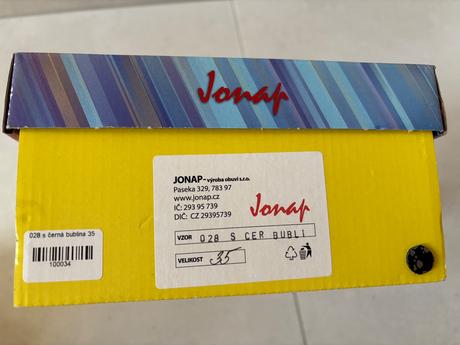 Jonap
JONAP-výroba obuvi s.r.o.
Paseka 329, 783 97
www.jonap.cz
IČ: 293 95 739
DIČ: CZ 29395739
Jonap
VZOR 028 S CER BUBLI
VELIKOST 35
028 s černá bublina 35
100034